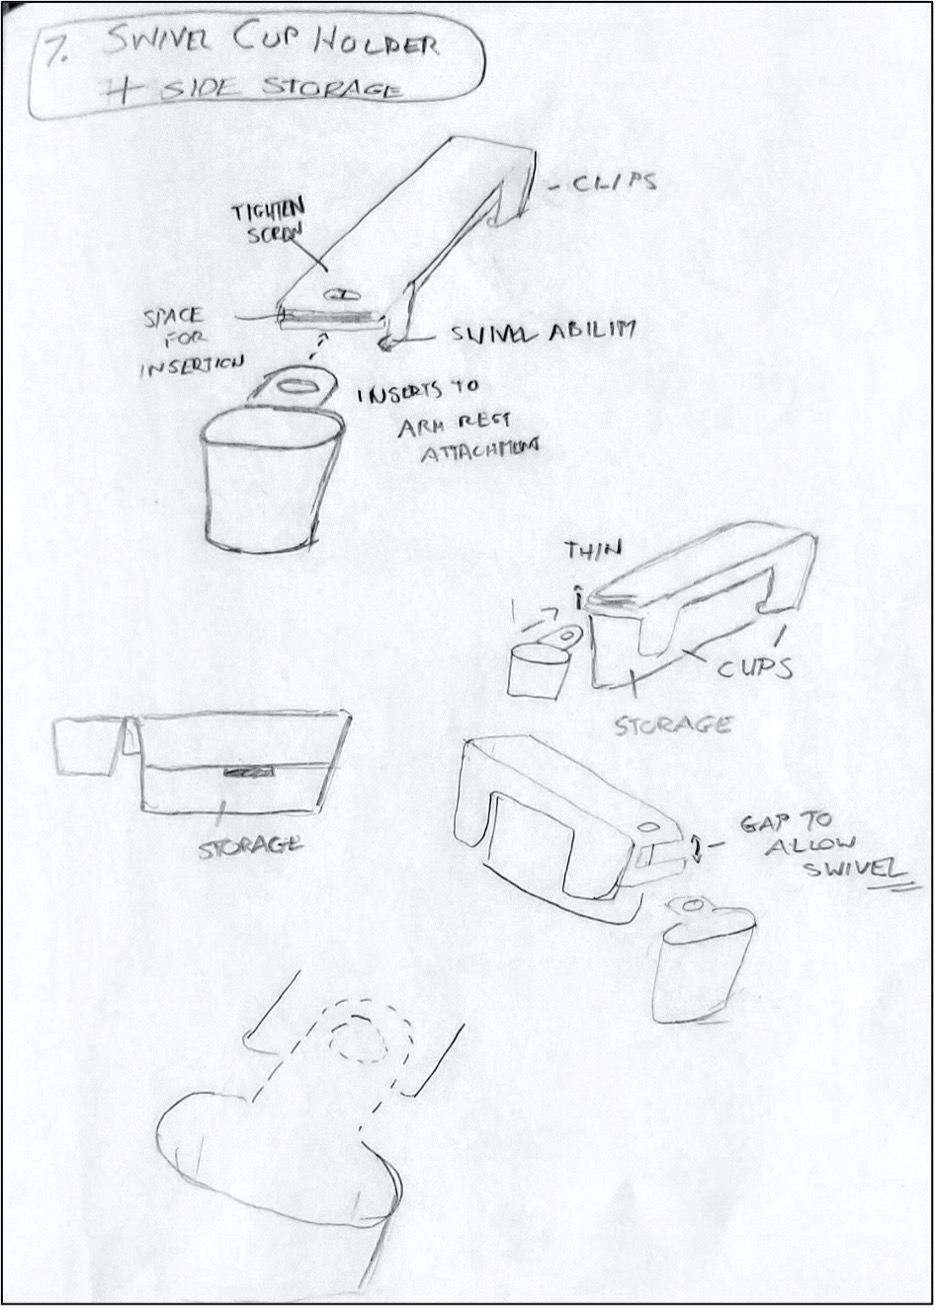 7. SWIVEL CUP HOLDER
+ SIDE STORAGE
- CLIPS
TIGHTEN
SCREW
SPACE
FOR
INSERTION
SWIVEL ABILITY
INSERTS TO
ARM REST
ATTACHMENT
THIN
CLIPS
STORAGE
STORAGE
GAP TO
ALLOW
SWIVEL